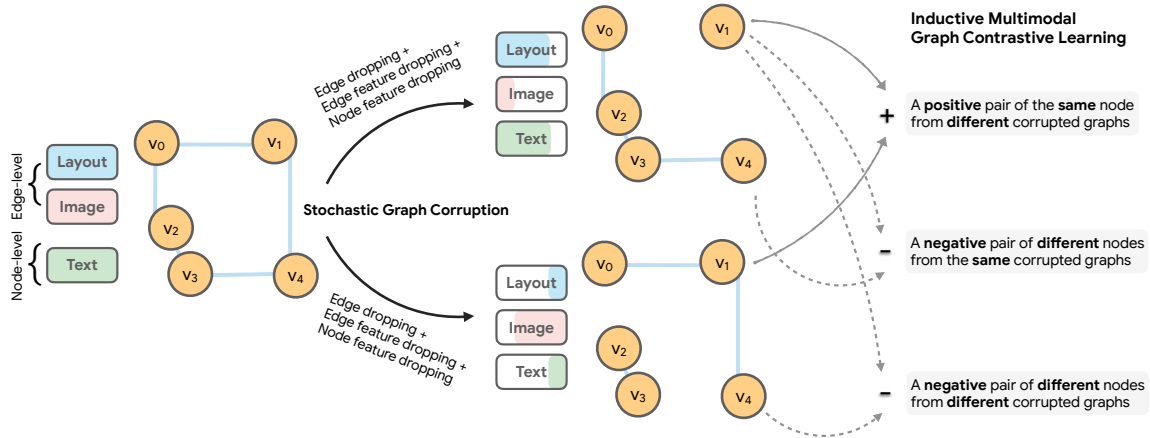 Inductive Multimodal
Graph Contrastive Learning
Edge-level
Node-level
Layout
Image
Text
v0
v1
v2
v3
v4
Edge dropping +
Edge feature dropping +
Node feature dropping
Stochastic Graph Corruption
Edge dropping +
Edge feature dropping +
Node feature dropping
Layout
Image
Text
v0
v1
v2
v3
v4
Layout
Image
Text
v0
v1
v2
v3
v4
+
A positive pair of the same node
from different corrupted graphs
-
A negative pair of different nodes
from the same corrupted graphs
-
A negative pair of different nodes
from different corrupted graphs